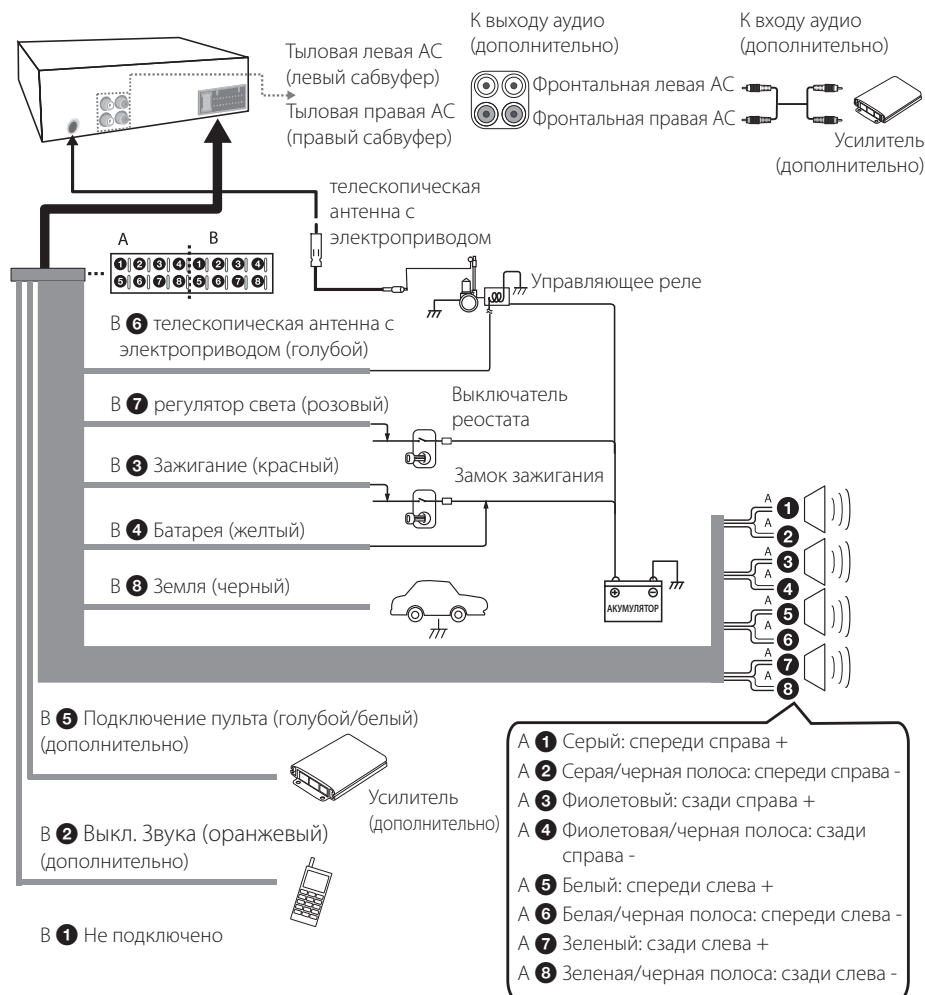 Тыловая левая АС
(левый сабвуфер)
Тыловая правая АС
(правый сабвуфер)
К выходу аудио
(дополнительно)
Фронтальная левая АС
Фронтальная правая АС
К входу аудио
(дополнительно)
Усилитель
(дополнительно)
телескопическая
антенна с
электроприводом
A B
1 2 3 4 1 2 3 4
5 6 7 8 5 6 7 8
Управляющее реле
В 6 телескопическая антенна с
электроприводом (голубой)
В 7 регулятор света (розовый)
Выключатель
реостата
В 3 Зажигание (красный)
Замок зажигания
В 4 Батарея (желтый)
В 8 Земля (черный)
АКУМУЛЯТОР
A 1
A 2
A 3
A 4
A 5
A 6
A 7
A 8
В 5 Подключение пульта (голубой/белый)
(дополнительно)
Усилитель
(дополнительно)
В 2 Выкл. Звука (оранжевый)
(дополнительно)
В 1 Не подключено
А 1 Серый: спереди справа +
А 2 Серая/черная полоса: спереди справа -
А 3 Фиолетовый: сзади справа +
А 4 Фиолетовая/черная полоса: сзади
справа -
А 5 Белый: спереди слева +
А 6 Белая/черная полоса: спереди слева -
А 7 Зеленый: сзади слева +
А 8 Зеленая/черная полоса: сзади слева -